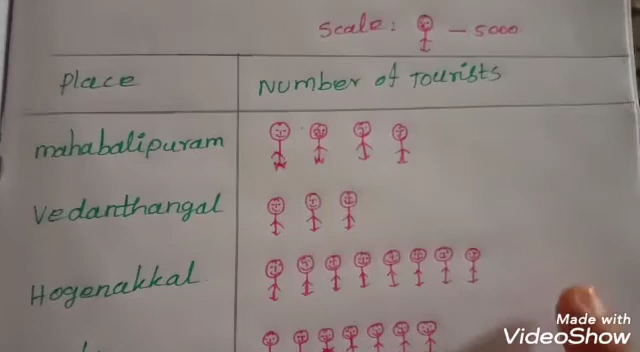 Scale: — 5000
Place Number of Tourists
mahabalipuram
Vedanthangal
Hogenakkal
Made with
VideoShow